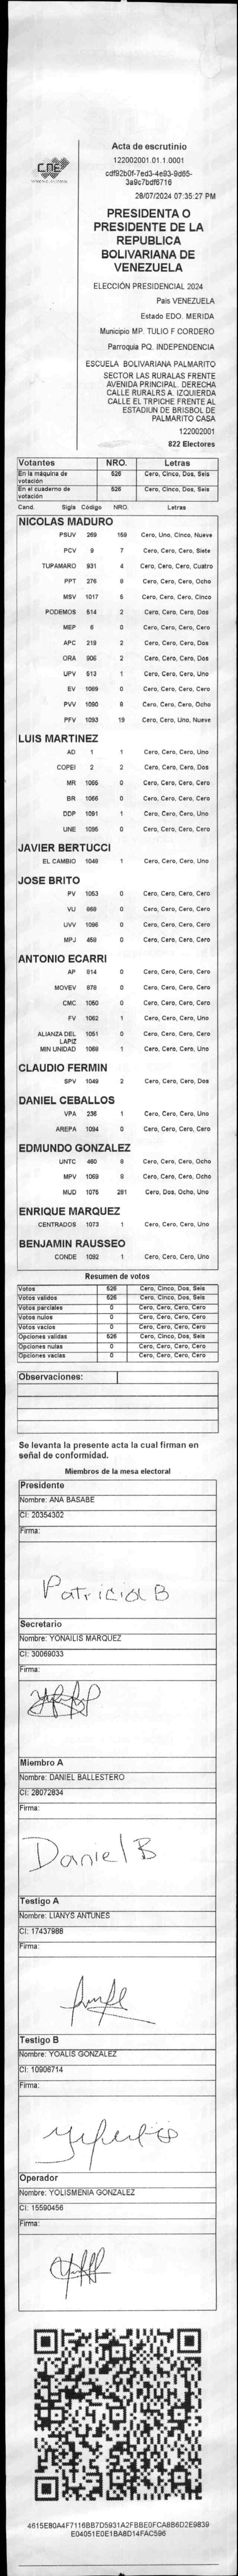 CNE
Acta de escrutinio
122002001.01.1.0001
cdf92b0f-7ed3-4e93-9d65-
3a9c7bdf6716
28/07/2024 07:35:27 PM
PRESIDENTA O
PRESIDENTE DE LA
REPUBLICA
BOLIVARIANA DE
VENEZUELA
ELECCIÓN PRESIDENCIAL 2024
Pais VENEZUELA
Estado EDO. MERIDA
Municipio MP. TULIO F CORDERO
Parroquia PQ. INDEPENDENCIA
ESCUELA BOLIVARIANA PALMARITO
SECTOR LAS RURALAS FRENTE
AVENIDA PRINCIPAL. DERECHA
CALLE RURALRS A. IZQUIERDA
CALLE EL TRPICHE FRENTE AL
ESTADIUN DE BRISBOL DE
PALMARITO CASA
122002001
822 Electores
Votantes NRO. Letras
En la máquina de votación 526 Cero, Cinco, Dos, Seis
En el cuaderno de votación 526 Cero, Cinco, Dos, Seis
Cand. Sigla Código NRO. Letras
NICOLAS MADURO
PSUV 269 159 Cero, Uno, Cinco, Nueve
PCV 9 7 Cero, Cero, Cero, Siete
TUPAMARO 931 4 Cero, Cero, Cero, Cuatro
PPT 276 8 Cero, Cero, Cero, Ocho
MSV 1017 5 Cero, Cero, Cero, Cinco
PODEMOS 514 2 Cero, Cero, Cero, Dos
MEP 6 0 Cero, Cero, Cero, Cero
APC 219 2 Cero, Cero, Cero, Dos
ORA 906 2 Cero, Cero, Cero, Dos
UPV 513 1 Cero, Cero, Cero, Uno
EV 1089 0 Cero, Cero, Cero, Cero
PVV 1090 8 Cero, Cero, Cero, Ocho
PFV 1093 19 Cero, Cero, Uno, Nueve
LUIS MARTINEZ
AD 1 1 Cero, Cero, Cero, Uno
COPEI 2 2 Cero, Cero, Cero, Dos
MR 1065 0 Cero, Cero, Cero, Cero
BR 1066 0 Cero, Cero, Cero, Cero
DDP 1091 1 Cero, Cero, Cero, Uno
UNE 1095 0 Cero, Cero, Cero, Cero
JAVIER BERTUCCI
EL CAMBIO 1048 1 Cero, Cero, Cero, Uno
JOSE BRITO
PV 1053 0 Cero, Cero, Cero, Cero
VU 868 0 Cero, Cero, Cero, Cero
UVV 1096 0 Cero, Cero, Cero, Cero
MPJ 458 0 Cero, Cero, Cero, Cero
ANTONIO ECARRI
AP 814 0 Cero, Cero, Cero, Cero
MOVEV 878 0 Cero, Cero, Cero, Cero
CMC 1050 0 Cero, Cero, Cero, Cero
FV 1062 1 Cero, Cero, Cero, Uno
ALIANZA DEL LAPIZ 1051 0 Cero, Cero, Cero, Cero
MIN UNIDAD 1068 1 Cero, Cero, Cero, Uno
CLAUDIO FERMIN
SPV 1049 2 Cero, Cero, Cero, Dos
DANIEL CEBALLOS
VPA 236 1 Cero, Cero, Cero, Uno
AREPA 1094 0 Cero, Cero, Cero, Cero
EDMUNDO GONZALEZ
UNTC 460 8 Cero, Cero, Cero, Ocho
MPV 1069 8 Cero, Cero, Cero, Ocho
MUD 1075 281 Cero, Dos, Ocho, Uno
ENRIQUE MARQUEZ
CENTRADOS 1073 1 Cero, Cero, Cero, Uno
BENJAMIN RAUSSEO
CONDE 1092 1 Cero, Cero, Cero, Uno
Resumen de votos
Votos 526 Cero, Cinco, Dos, Seis
Votos validos 526 Cero, Cinco, Dos, Seis
Votos parciales 0 Cero, Cero, Cero, Cero
Votos nulos 0 Cero, Cero, Cero, Cero
Votos vacios 0 Cero, Cero, Cero, Cero
Opciones validas 526 Cero, Cinco, Dos, Seis
Opciones nulas 0 Cero, Cero, Cero, Cero
Opciones vacias 0 Cero, Cero, Cero, Cero
Observaciones:
Se levanta la presente acta la cual firman en
señal de conformidad.
Miembros de la mesa electoral
Presidente
Nombre: ANA BASABE
CI: 20354302
Firma:
Patricia B
Secretario
Nombre: YONAILIS MARQUEZ
CI: 30069033
Firma:
Miembro A
Nombre: DANIEL BALLESTERO
CI: 28072834
Firma:
Daniel B
Testigo A
Nombre: LIANYS ANTUNES
CI: 17437986
Firma:
Testigo B
Nombre: YOALIS GONZALEZ
CI: 10906714
Firma:
Operador
Nombre: YOLISMENIA GONZALEZ
CI: 15590456
Firma:
4615E80A4F7116BB7D5931A2FBBE0FCA8B6D2E9839
E04051E0E1BA8D14FAC596